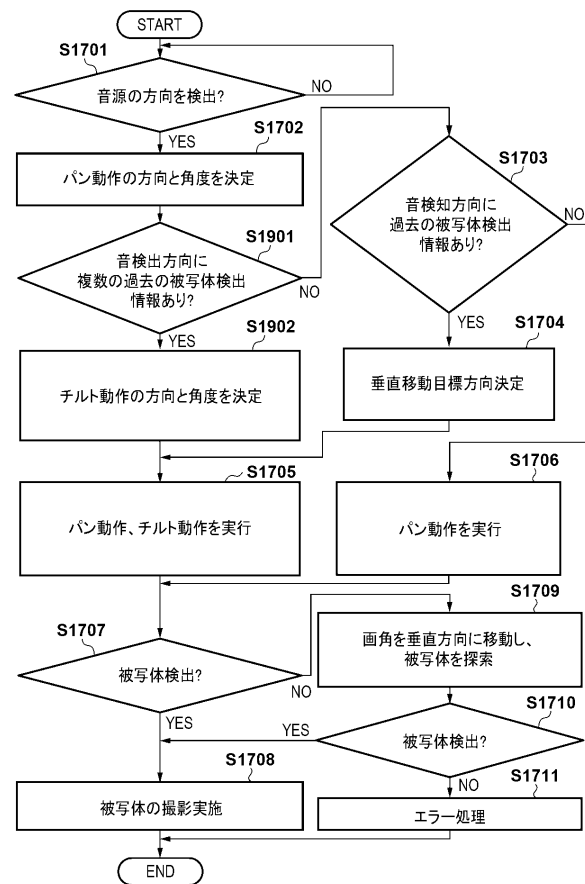 START
S1701
音源の方向を検出?
NO
YES
S1702
パン動作の方向と角度を決定
S1901
音検出方向に
複数の過去の被写体検出
情報あり?
NO
YES
S1703
音検知方向に
過去の被写体検出
情報あり?
NO
YES
S1902
チルト動作の方向と角度を決定
S1704
垂直移動目標方向決定
S1705
パン動作、チルト動作を実行
S1706
パン動作を実行
S1707
被写体検出?
NO
YES
S1709
画角を垂直方向に移動し、
被写体を探索
S1710
被写体検出?
YES
NO
S1708
被写体の撮影実施
S1711
エラー処理
END